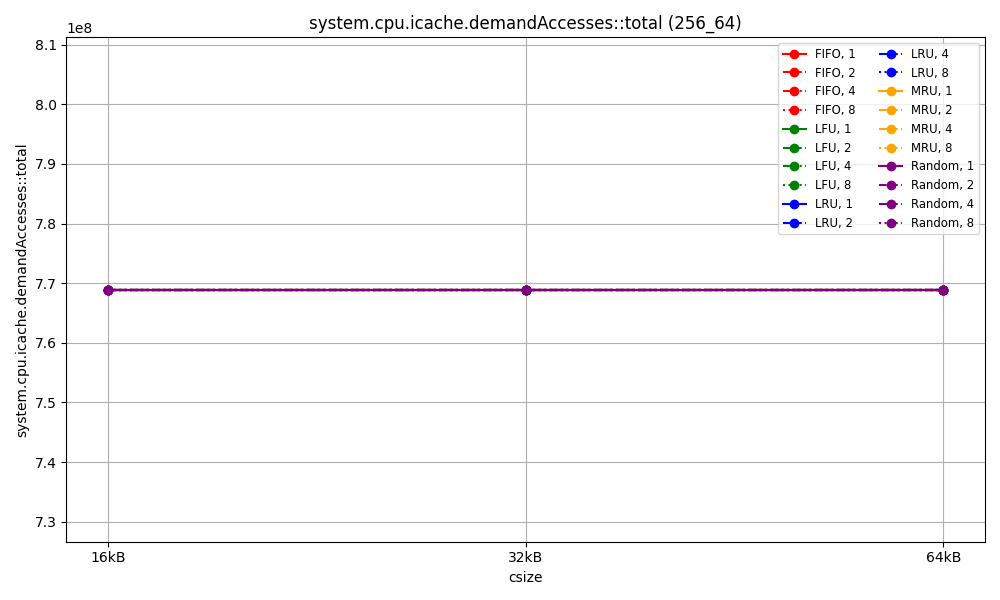 system.cpu.icache.demandAccesses::total (256_64)
1e8
8.1
8.0
7.9
7.8
7.7
7.6
7.5
7.4
7.3
system.cpu.icache.demandAccesses::total
FIFO, 1
FIFO, 2
FIFO, 4
FIFO, 8
LFU, 1
LFU, 2
LFU, 4
LFU, 8
LRU, 1
LRU, 2
LRU, 4
LRU, 8
MRU, 1
MRU, 2
MRU, 4
MRU, 8
Random, 1
Random, 2
Random, 4
Random, 8
16kB
32kB
64kB
csize